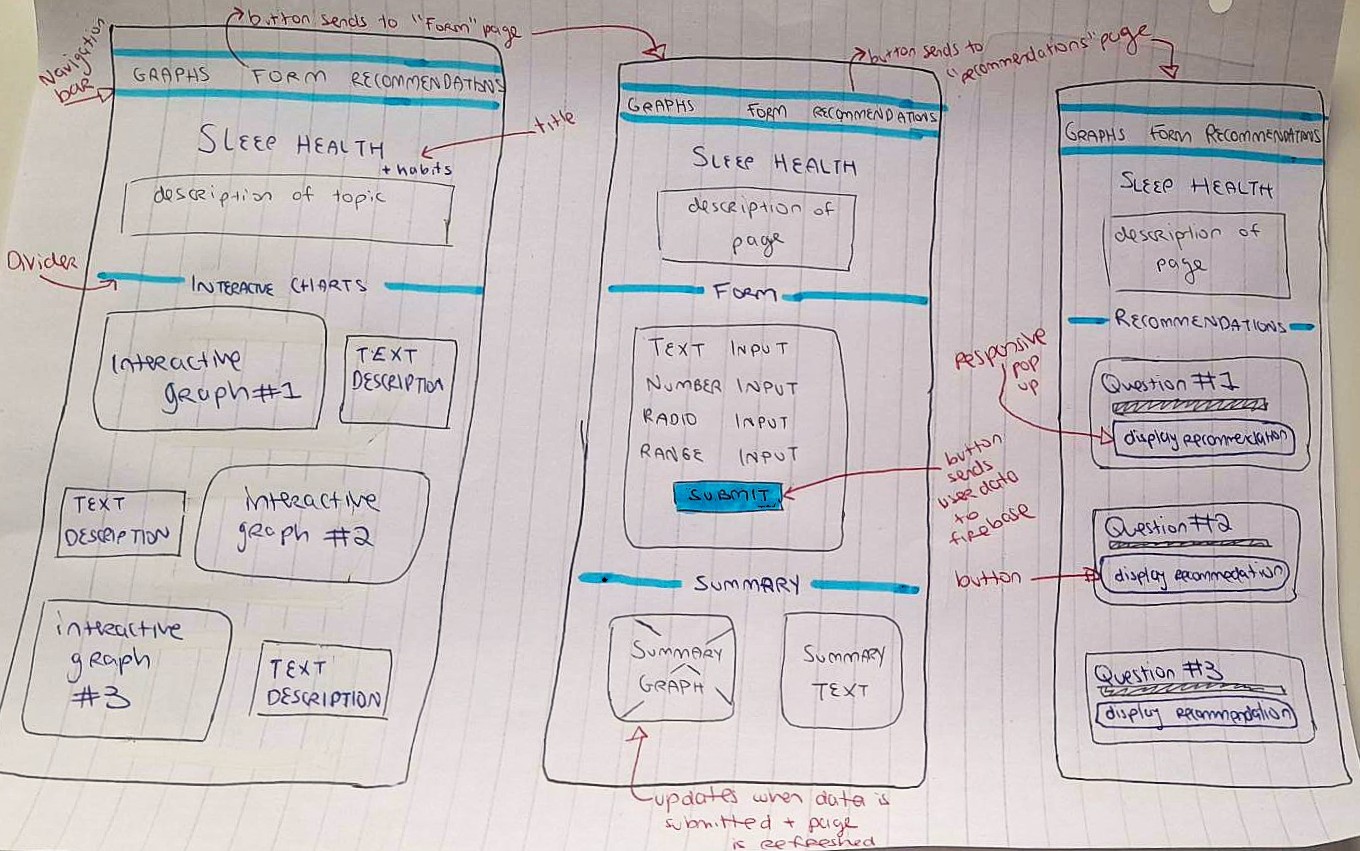 Navigation
bar
button sends to "Form" page
GRAPHS FORM RECOMMENDATIONS
title
SLEEP HEALTH
+ habits
description of topic
Divider
INTERACTIVE CHARTS
interactive
graph #1
TEXT
DESCRIPTION
TEXT
DESCRIPTION
interactive
graph #2
interactive
graph
#3
TEXT
DESCRIPTION
button sends to
"recommendations" page
GRAPHS FORM RECOMMENDATIONS
SLEEP HEALTH
description of
page
FORM
TEXT INPUT
NUMBER INPUT
RADIO INPUT
RANGE INPUT
SUBMIT
button
sends
user data
to
firebase
SUMMARY
SUMMARY
GRAPH
SUMMARY
TEXT
updates when data is
submitted + page
is refreshed
GRAPHS FORM RECOMMENDATIONS
SLEEP HEALTH
description of
page
RECOMMENDATIONS
responsive
pop
up
Question #1
display recommendation
Question #2
button
display recommedation
Question #3
display recommendation